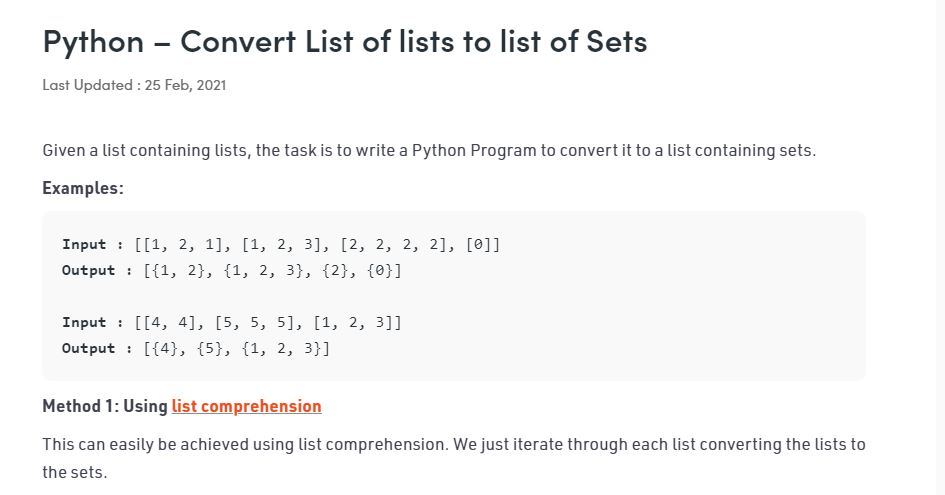 Python – Convert List of lists to list of Sets
Last Updated : 25 Feb, 2021
Given a list containing lists, the task is to write a Python Program to convert it to a list containing sets.
Examples:
Input : [[1, 2, 1], [1, 2, 3], [2, 2, 2, 2], [0]]
Output : [{1, 2}, {1, 2, 3}, {2}, {0}]
Input : [[4, 4], [5, 5, 5], [1, 2, 3]]
Output : [{4}, {5}, {1, 2, 3}]
Method 1: Using list comprehension
This can easily be achieved using list comprehension. We just iterate through each list converting the lists to
the sets.